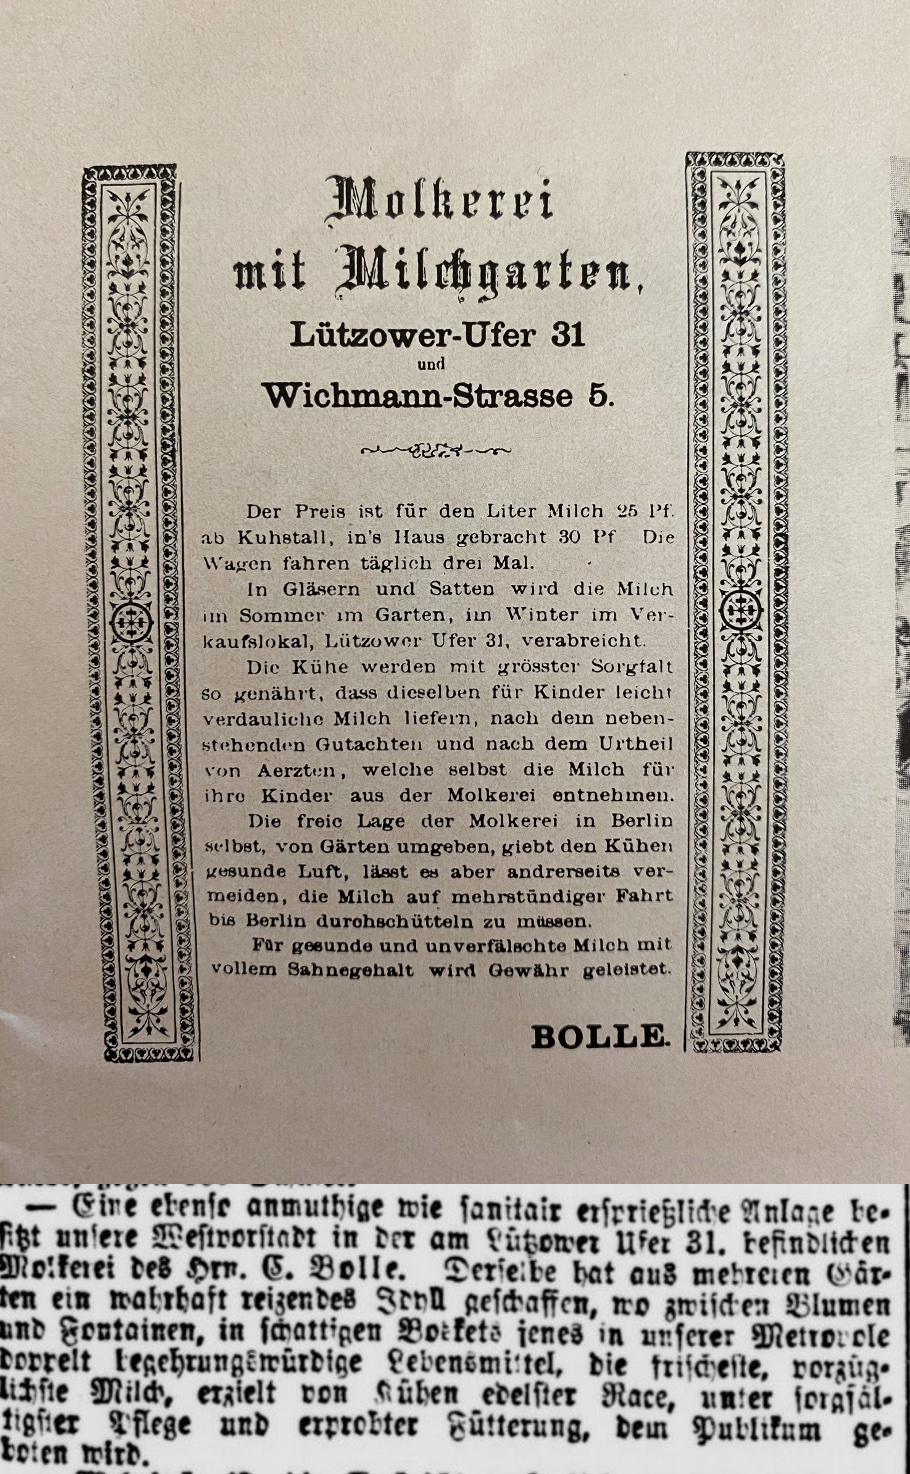 Molkerei
mit Milchgarten,
Lützower-Ufer 31
und
Wichmann-Strasse 5.
Der Preis ist für den Liter Milch 25 Pf.
ab Kuhstall, in's Haus gebracht 30 Pf Die
Wagen fahren täglich drei Mal.
In Gläsern und Satten wird die Milch
im Sommer im Garten, im Winter im Ver-
kaufslokal, Lützower Ufer 31, verabreicht.
Die Kühe werden mit grösster Sorgfalt
so genährt, dass dieselben für Kinder leicht
verdauliche Milch liefern, nach dem neben-
stehenden Gutachten und nach dem Urtheil
von Aerzten, welche selbst die Milch für
ihre Kinder aus der Molkerei entnehmen.
Die freie Lage der Molkerei in Berlin
selbst, von Gärten umgeben, giebt den Kühen
gesunde Luft, lässt es aber andrerseits ver-
meiden, die Milch auf mehrstündiger Fahrt
bis Berlin durchschütteln zu müssen.
Für gesunde und unverfälschte Milch mit
vollem Sahnegehalt wird Gewähr geleistet.
BOLLE.
— Eine ebenso anmuthige wie sanitair ersprießliche Anlage be-
sitzt unsere Westvorstadt in der am Lützower Ufer 31. befindlichen
Molkerei des Hrn. C. Bolle. Derselbe hat aus mehreren Gär-
ten ein wahrhaft reizendes Idyll geschaffen, wo zwischen Blumen
und Fontainen, in schattigen Boskets jenes in unserer Metropole
doppelt begehrungswürdige Lebensmittel, die frischeste, vorzüg-
lichste Milch, erzielt von Kühen edelster Race, unter sorgfäl-
tigster Pflege und erprobter Fütterung, dem Publikum ge-
boten wird.